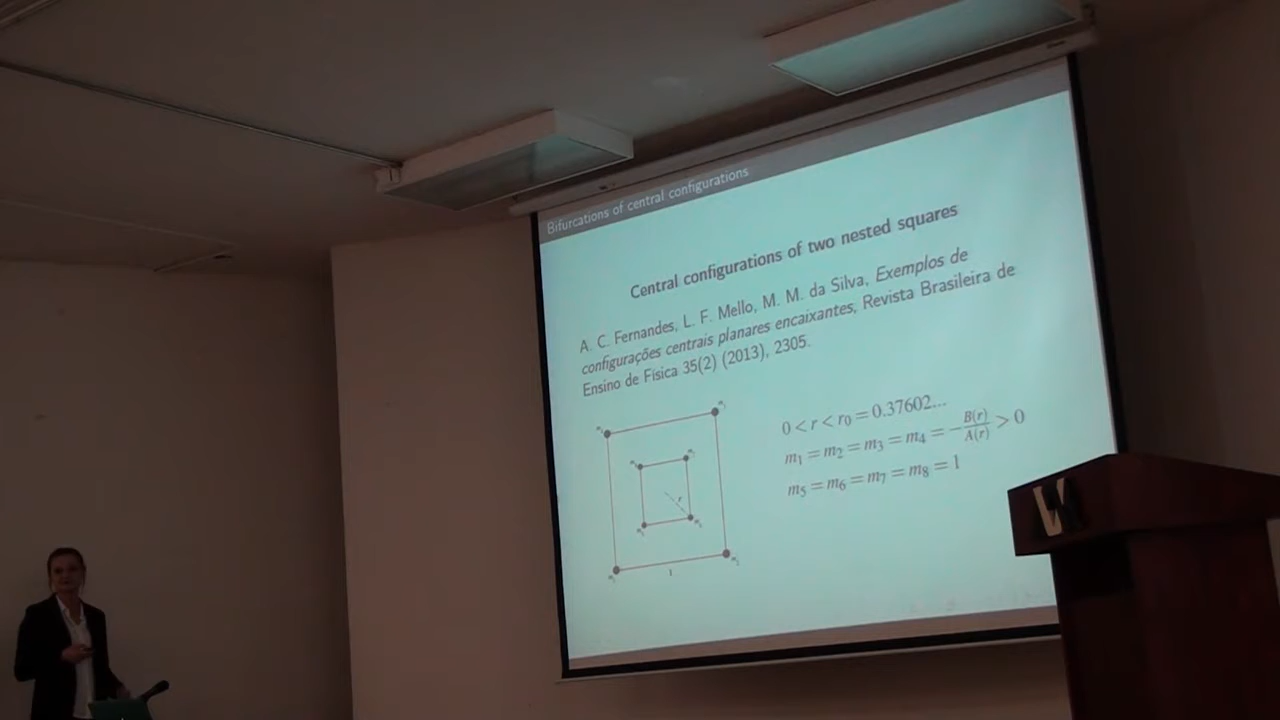 Bifurcations of central configurations
Central configurations of two nested squares
A. C. Fernandes, L. F. Mello, M. M. da Silva, Exemplos de
configurações centrais planares encaixantes, Revista Brasileira de
Ensino de Física 35(2) (2013), 2305.
0 < r < r₀ = 0.37602...
m₁ = m₂ = m₃ = m₄ = −B(r)/A(r) > 0
m₅ = m₆ = m₇ = m₈ = 1
r
1